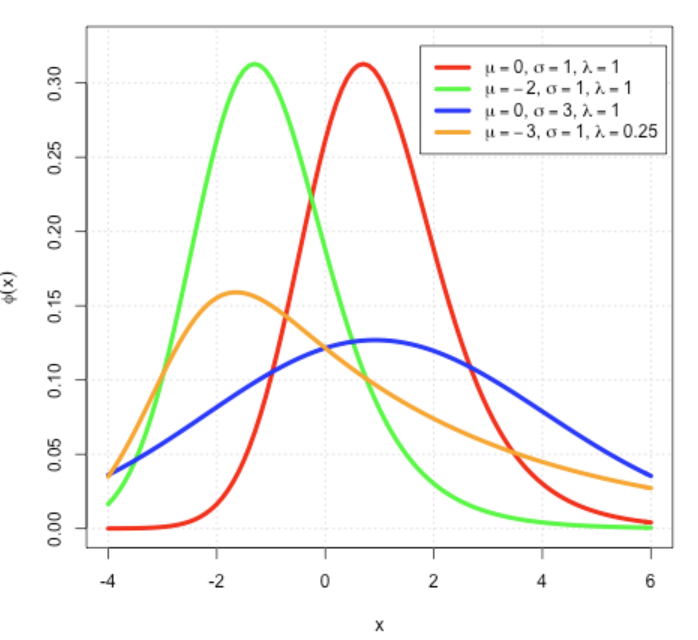 μ = 0, σ = 1, λ = 1
μ = −2, σ = 1, λ = 1
μ = 0, σ = 3, λ = 1
μ = −3, σ = 1, λ = 0.25
0.30
0.25
0.20
0.15
0.10
0.05
0.00
ϕ(x)
-4 -2 0 2 4 6
x